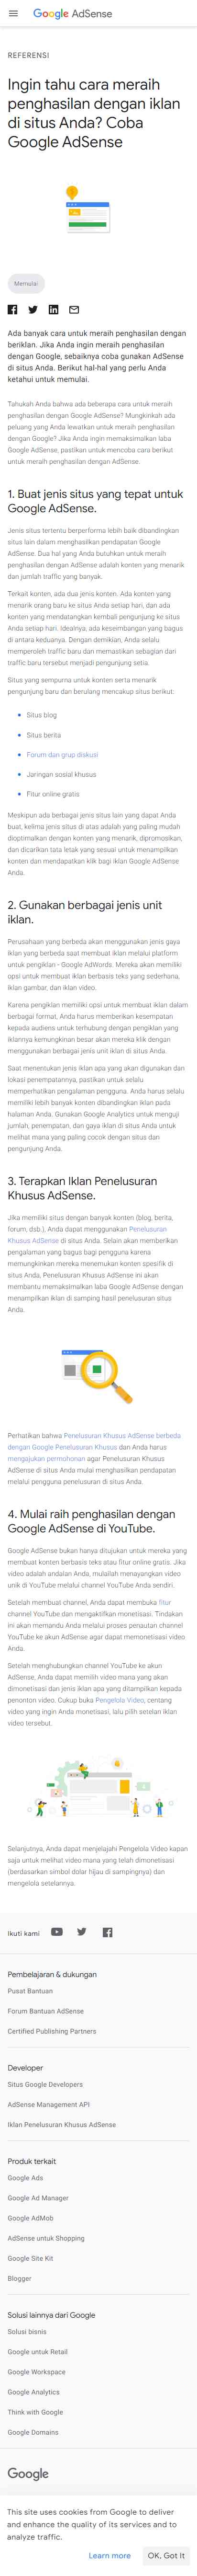 Google AdSense
REFERENSI
Ingin tahu cara meraih
penghasilan dengan iklan
di situs Anda? Coba
Google AdSense
Memulai
Ada banyak cara untuk meraih penghasilan dengan
beriklan. Jika Anda ingin meraih penghasilan
dengan Google, sebaiknya coba gunakan AdSense
di situs Anda. Berikut hal-hal yang perlu Anda
ketahui untuk memulai.
Tahukah Anda bahwa ada beberapa cara untuk meraih
penghasilan dengan Google AdSense? Mungkinkah ada
peluang yang Anda lewatkan untuk meraih penghasilan
dengan Google? Jika Anda ingin memaksimalkan laba
Google AdSense, pastikan untuk mencoba cara berikut
untuk meraih penghasilan dengan AdSense.
1. Buat jenis situs yang tepat untuk
Google AdSense.
Jenis situs tertentu berperforma lebih baik dibandingkan
situs lain dalam menghasilkan pendapatan Google
AdSense. Dua hal yang Anda butuhkan untuk meraih
penghasilan dengan AdSense adalah konten yang menarik
dan jumlah traffic yang banyak.
Terkait konten, ada dua jenis konten. Ada konten yang
menarik orang baru ke situs Anda setiap hari, dan ada
konten yang mendatangkan kembali pengunjung ke situs
Anda setiap hari. Idealnya, ada keseimbangan yang bagus
di antara keduanya. Dengan demikian, Anda selalu
memperoleh traffic baru dan memastikan sebagian dari
traffic baru tersebut menjadi pengunjung setia.
Situs yang sempurna untuk konten serta menarik
pengunjung baru dan berulang mencakup situs berikut:
Situs blog
Situs berita
Forum dan grup diskusi
Jaringan sosial khusus
Fitur online gratis
Meskipun ada berbagai jenis situs lain yang dapat Anda
buat, kelima jenis situs di atas adalah yang paling mudah
dioptimalkan dengan konten yang menarik, dipromosikan,
dan dicarikan tata letak yang sesuai untuk menampilkan
konten dan mendapatkan klik bagi iklan Google AdSense
Anda.
2. Gunakan berbagai jenis unit
iklan.
Perusahaan yang berbeda akan menggunakan jenis gaya
iklan yang berbeda saat membuat iklan melalui platform
untuk pengiklan - Google AdWords. Mereka akan memiliki
opsi untuk membuat iklan berbasis teks yang sederhana,
iklan gambar, dan iklan video.
Karena pengiklan memiliki opsi untuk membuat iklan dalam
berbagai format, Anda harus memberikan kesempatan
kepada audiens untuk terhubung dengan pengiklan yang
iklannya kemungkinan besar akan mereka klik dengan
menggunakan berbagai jenis unit iklan di situs Anda.
Saat menentukan jenis iklan apa yang akan digunakan dan
lokasi penempatannya, pastikan untuk selalu
memperhatikan pengalaman pengguna. Anda harus selalu
memiliki lebih banyak konten dibandingkan iklan pada
halaman Anda. Gunakan Google Analytics untuk menguji
jumlah, penempatan, dan gaya iklan di situs Anda untuk
melihat mana yang paling cocok dengan situs dan
pengunjung Anda.
3. Terapkan Iklan Penelusuran
Khusus AdSense.
Jika memiliki situs dengan banyak konten (blog, berita,
forum, dsb.), Anda dapat menggunakan Penelusuran
Khusus AdSense di situs Anda. Selain akan memberikan
pengalaman yang bagus bagi pengguna karena
memungkinkan mereka menemukan konten spesifik di
situs Anda, Penelusuran Khusus AdSense ini akan
membantu memaksimalkan laba Google AdSense dengan
menampilkan iklan di samping hasil penelusuran situs
Anda.
Perhatikan bahwa Penelusuran Khusus AdSense berbeda
dengan Google Penelusuran Khusus dan Anda harus
mengajukan permohonan agar Penelusuran Khusus
AdSense di situs Anda mulai menghasilkan pendapatan
melalui pengguna penelusuran di situs Anda.
4. Mulai raih penghasilan dengan
Google AdSense di YouTube.
Google AdSense bukan hanya ditujukan untuk mereka yang
membuat konten berbasis teks atau fitur online gratis. Jika
video adalah andalan Anda, mulailah menayangkan video
unik di YouTube melalui channel YouTube Anda sendiri.
Setelah membuat channel, Anda dapat membuka fitur
channel YouTube dan mengaktifkan monetisasi. Tindakan
ini akan memandu Anda melalui proses penautan channel
YouTube ke akun AdSense agar dapat memonetisasi video
Anda.
Setelah menghubungkan channel YouTube ke akun
AdSense, Anda dapat memilih video mana yang akan
dimonetisasi dan jenis iklan apa yang ditampilkan kepada
penonton video. Cukup buka Pengelola Video, centang
video yang ingin Anda monetisasi, lalu pilih setelan iklan
video tersebut.
Selanjutnya, Anda dapat menjelajahi Pengelola Video kapan
saja untuk melihat video mana yang telah dimonetisasi
(berdasarkan simbol dolar hijau di sampingnya) dan
mengelola setelannya.
Ikuti kami
Pembelajaran & dukungan
Pusat Bantuan
Forum Bantuan AdSense
Certified Publishing Partners
Developer
Situs Google Developers
AdSense Management API
Iklan Penelusuran Khusus AdSense
Produk terkait
Google Ads
Google Ad Manager
Google AdMob
AdSense untuk Shopping
Google Site Kit
Blogger
Solusi lainnya dari Google
Solusi bisnis
Google untuk Retail
Google Workspace
Google Analytics
Think with Google
Google Domains
Google
This site uses cookies from Google to deliver
and enhance the quality of its services and to
analyze traffic.
Learn more OK, Got It